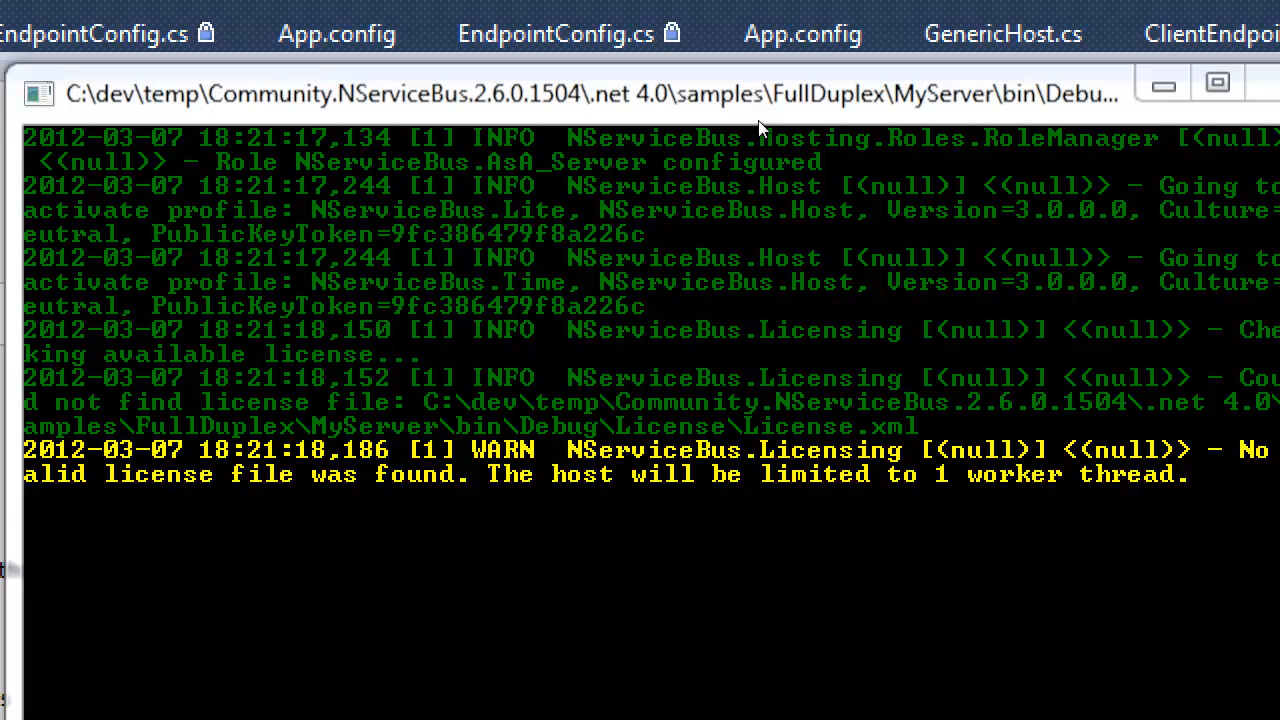 EndpointConfig.cs App.config EndpointConfig.cs App.config GenericHost.cs ClientEndpoi
C:\dev\temp\Community.NServiceBus.2.6.0.1504\.net 4.0\samples\FullDuplex\MyServer\bin\Debu...
2012-03-07 18:21:17,134 [1] INFO  NServiceBus.Hosting.Roles.RoleManager [(null)
<(null)> - Role NServiceBus.AsA_Server configured
2012-03-07 18:21:17,244 [1] INFO  NServiceBus.Host [(null)] <(null)> - Going to
activate profile: NServiceBus.Lite, NServiceBus.Host, Version=3.0.0.0, Culture=
eutral, PublicKeyToken=9fc386479f8a226c
2012-03-07 18:21:17,244 [1] INFO  NServiceBus.Host [(null)] <(null)> - Going to
activate profile: NServiceBus.Time, NServiceBus.Host, Version=3.0.0.0, Culture=
eutral, PublicKeyToken=9fc386479f8a226c
2012-03-07 18:21:18,150 [1] INFO  NServiceBus.Licensing [(null)] <(null)> - Che
king available license...
2012-03-07 18:21:18,152 [1] INFO  NServiceBus.Licensing [(null)] <(null)> - Cou
d not find license file: C:\dev\temp\Community.NServiceBus.2.6.0.1504\.net 4.0\
amples\FullDuplex\MyServer\bin\Debug\License\License.xml
2012-03-07 18:21:18,186 [1] WARN  NServiceBus.Licensing [(null)] <(null)> - No
alid license file was found. The host will be limited to 1 worker thread.